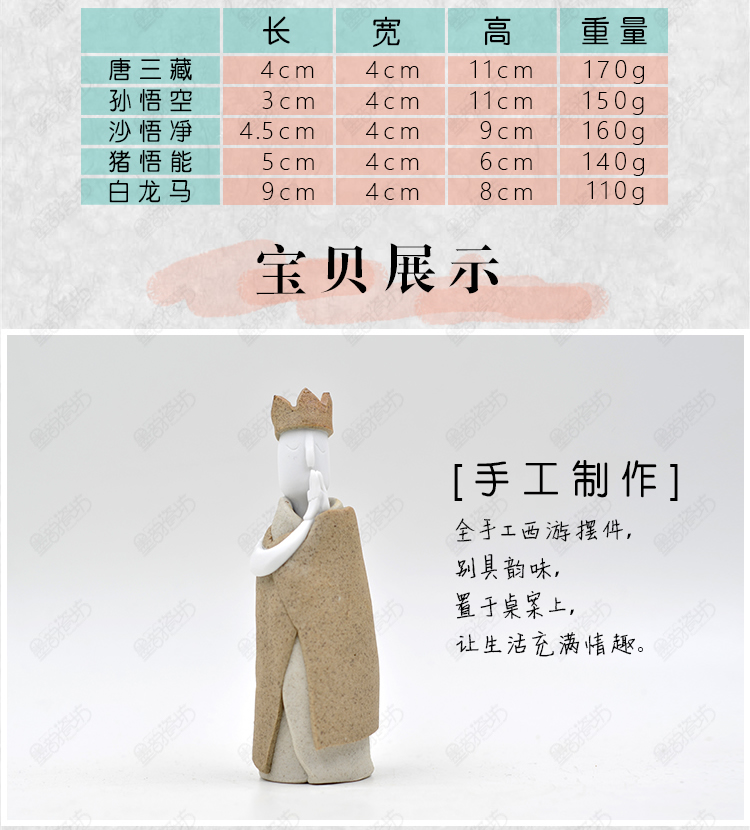 长 宽 高 重量
唐三藏 4cm 4cm 11cm 170g
孙悟空 3cm 4cm 11cm 150g
沙悟净 4.5cm 4cm 9cm 160g
猪悟能 5cm 4cm 6cm 140g
白龙马 9cm 4cm 8cm 110g
宝贝展示
[手工制作]
全手工西游摆件,
别具韵味,
置于桌案上,
让生活充满情趣。